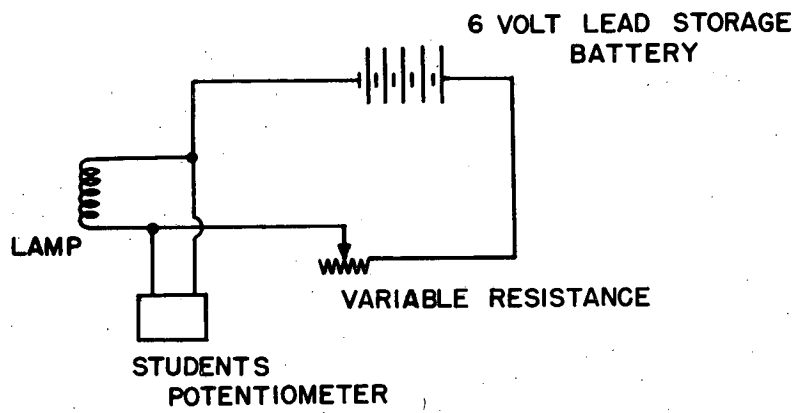 6 VOLT LEAD STORAGE
BATTERY
LAMP
VARIABLE RESISTANCE
STUDENTS
POTENTIOMETER